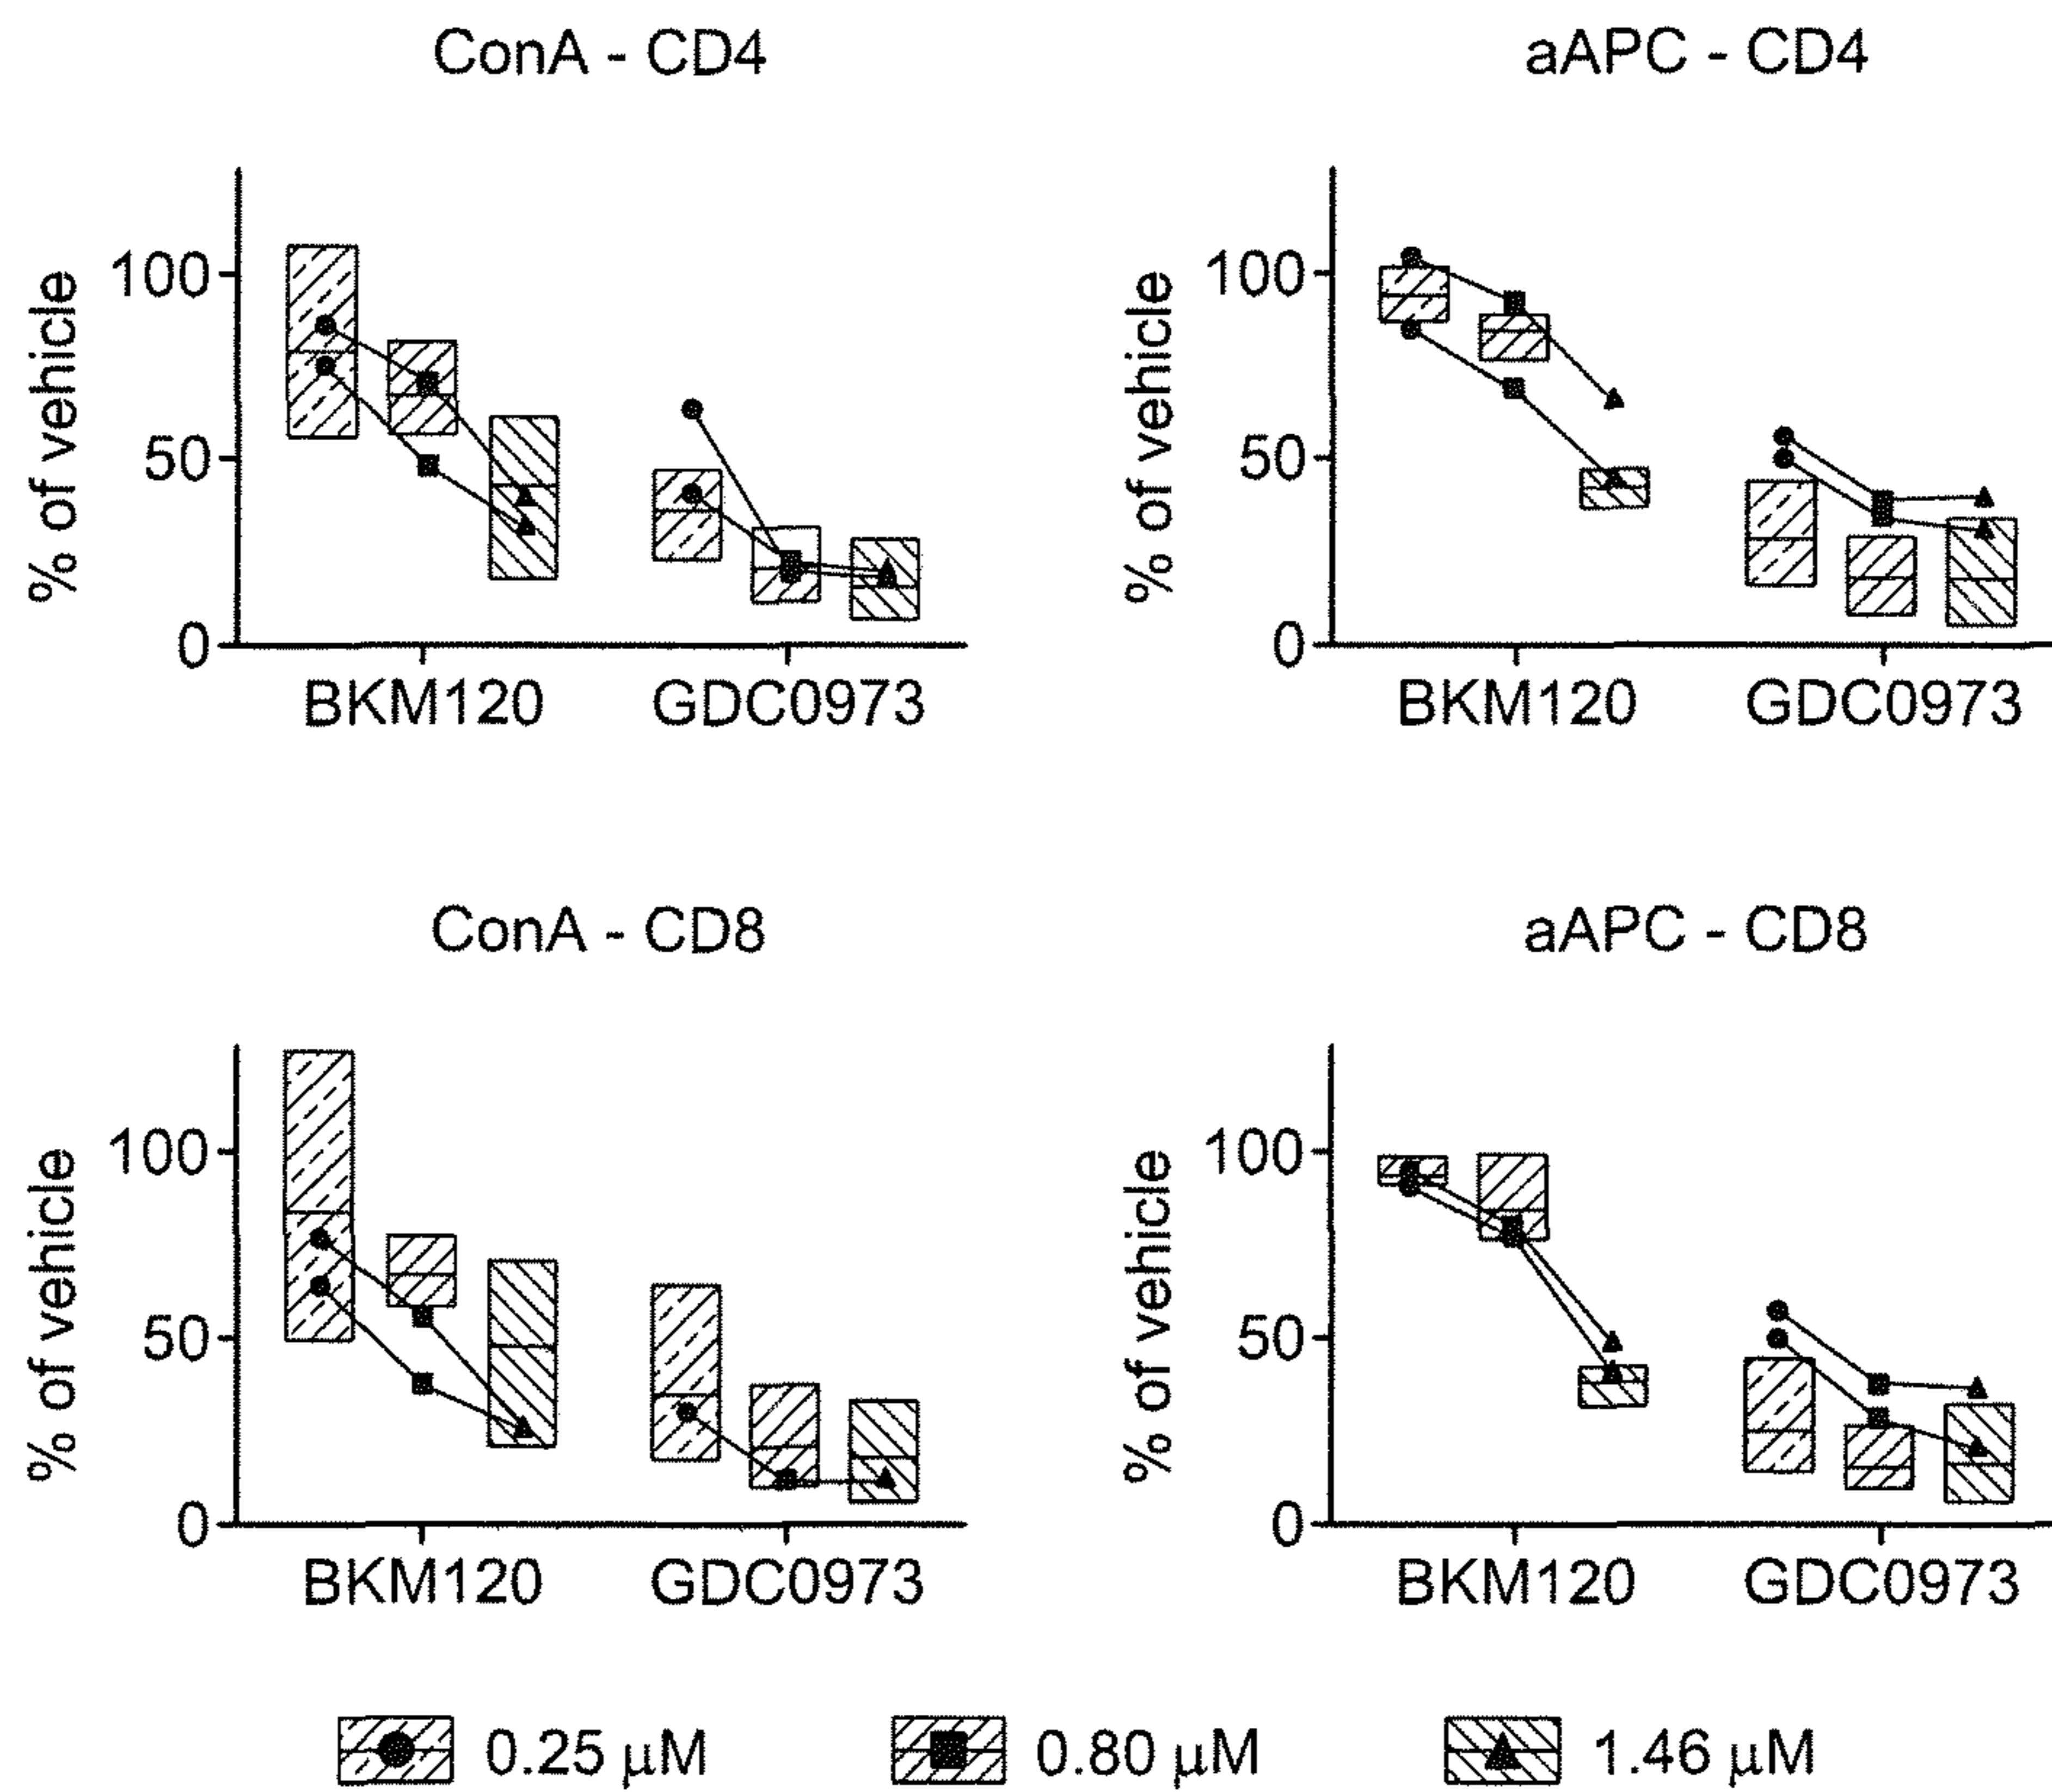 ConA - CD4
% of vehicle
100
50
0
BKM120 GDC0973
aAPC - CD4
% of vehicle
100
50
0
BKM120 GDC0973
ConA - CD8
% of vehicle
100
50
0
BKM120 GDC0973
aAPC - CD8
% of vehicle
100
50
0
BKM120 GDC0973
0.25 μM 0.80 μM 1.46 μM